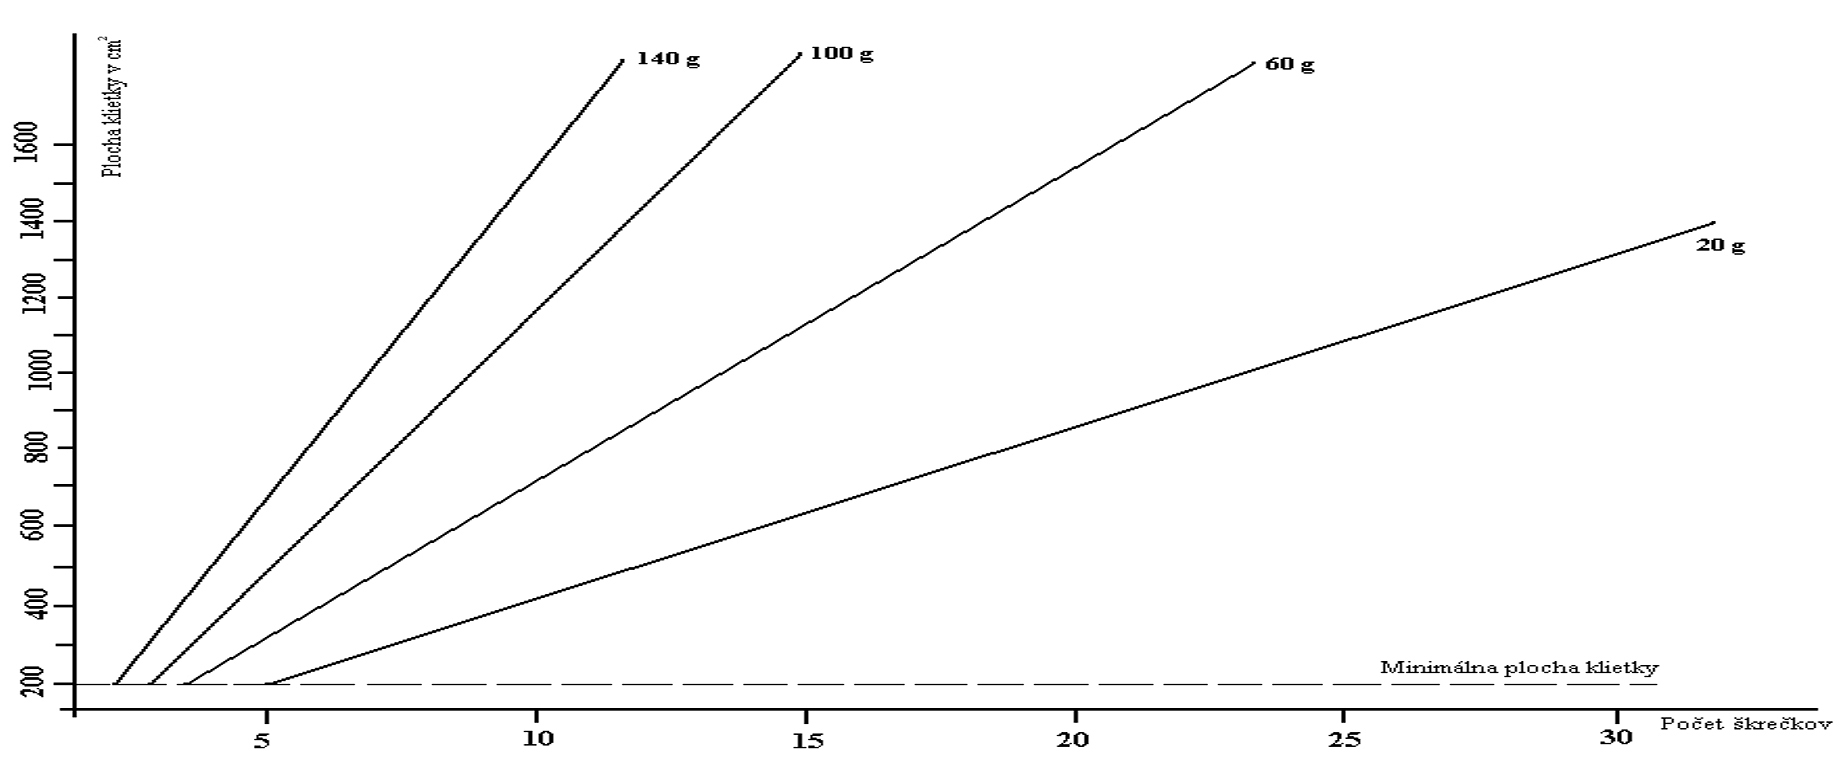 Plocha klietky v cm²
140 g
100 g
60 g
20 g
1600
1400
1200
1000
800
600
400
200
Minimálna plocha klietky
5
10
15
20
25
30
Počet škrečkov